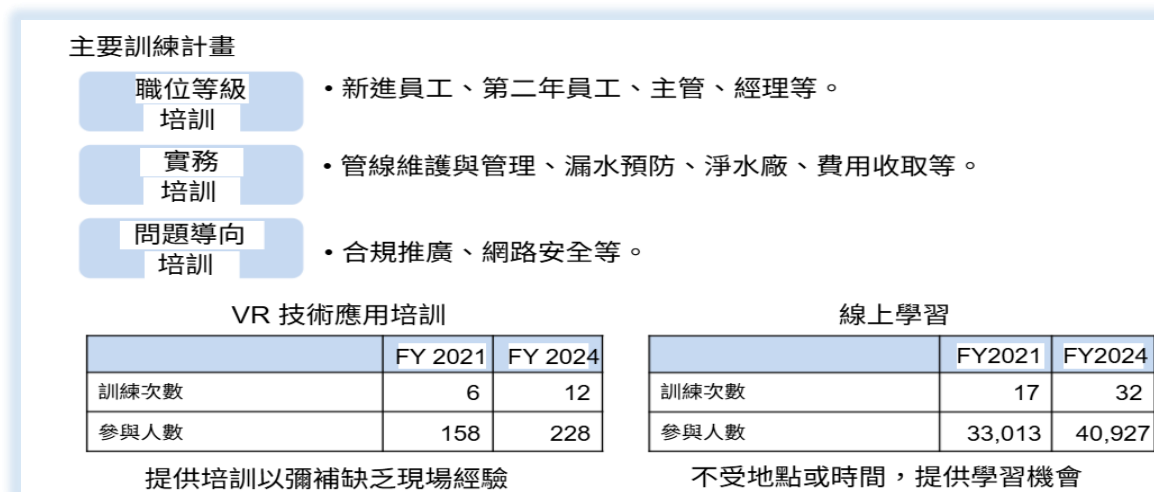 主要訓練計畫
職位等級
培訓
•新進員工、第二年員工、主管、經理等。
實務
培訓
•管線維護與管理、漏水預防、淨水廠、費用收取等。
問題導向
培訓
•合規推廣、網路安全等。
VR 技術應用培訓
FY 2021 FY 2024
訓練次數 6 12
參與人數 158 228
提供培訓以彌補缺乏現場經驗
線上學習
FY2021 FY2024
訓練次數 17 32
參與人數 33,013 40,927
不受地點或時間，提供學習機會